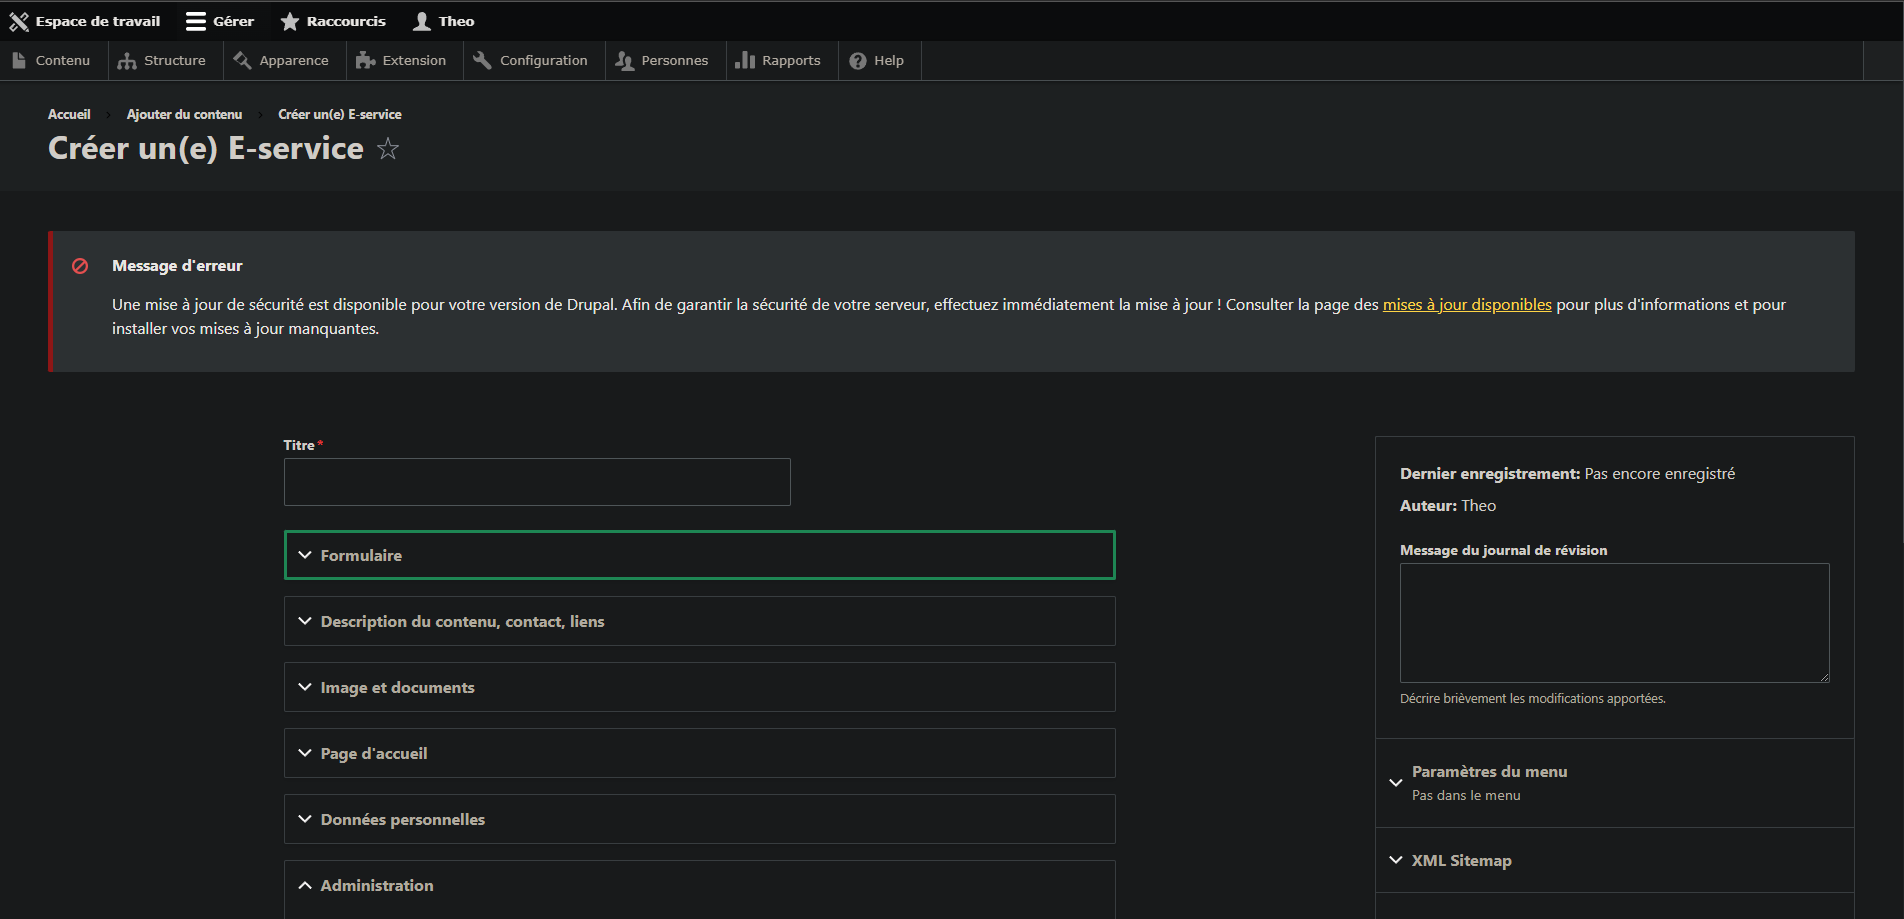 Espace de travail Gérer Raccourcis Theo
Contenu Structure Apparence Extension Configuration Personnes Rapports Help
Accueil Ajouter du contenu Créer un(e) E-service
Créer un(e) E-service
Message d'erreur
Une mise à jour de sécurité est disponible pour votre version de Drupal. Afin de garantir la sécurité de votre serveur, effectuez immédiatement la mise à jour ! Consulter la page des mises à jour disponibles pour plus d'informations et pour
installer vos mises à jour manquantes.
Titre*
Formulaire
Description du contenu, contact, liens
Image et documents
Page d'accueil
Données personnelles
Administration
Dernier enregistrement: Pas encore enregistré
Auteur: Theo
Message du journal de révision
Décrire brièvement les modifications apportées.
Paramètres du menu
Pas dans le menu
XML Sitemap